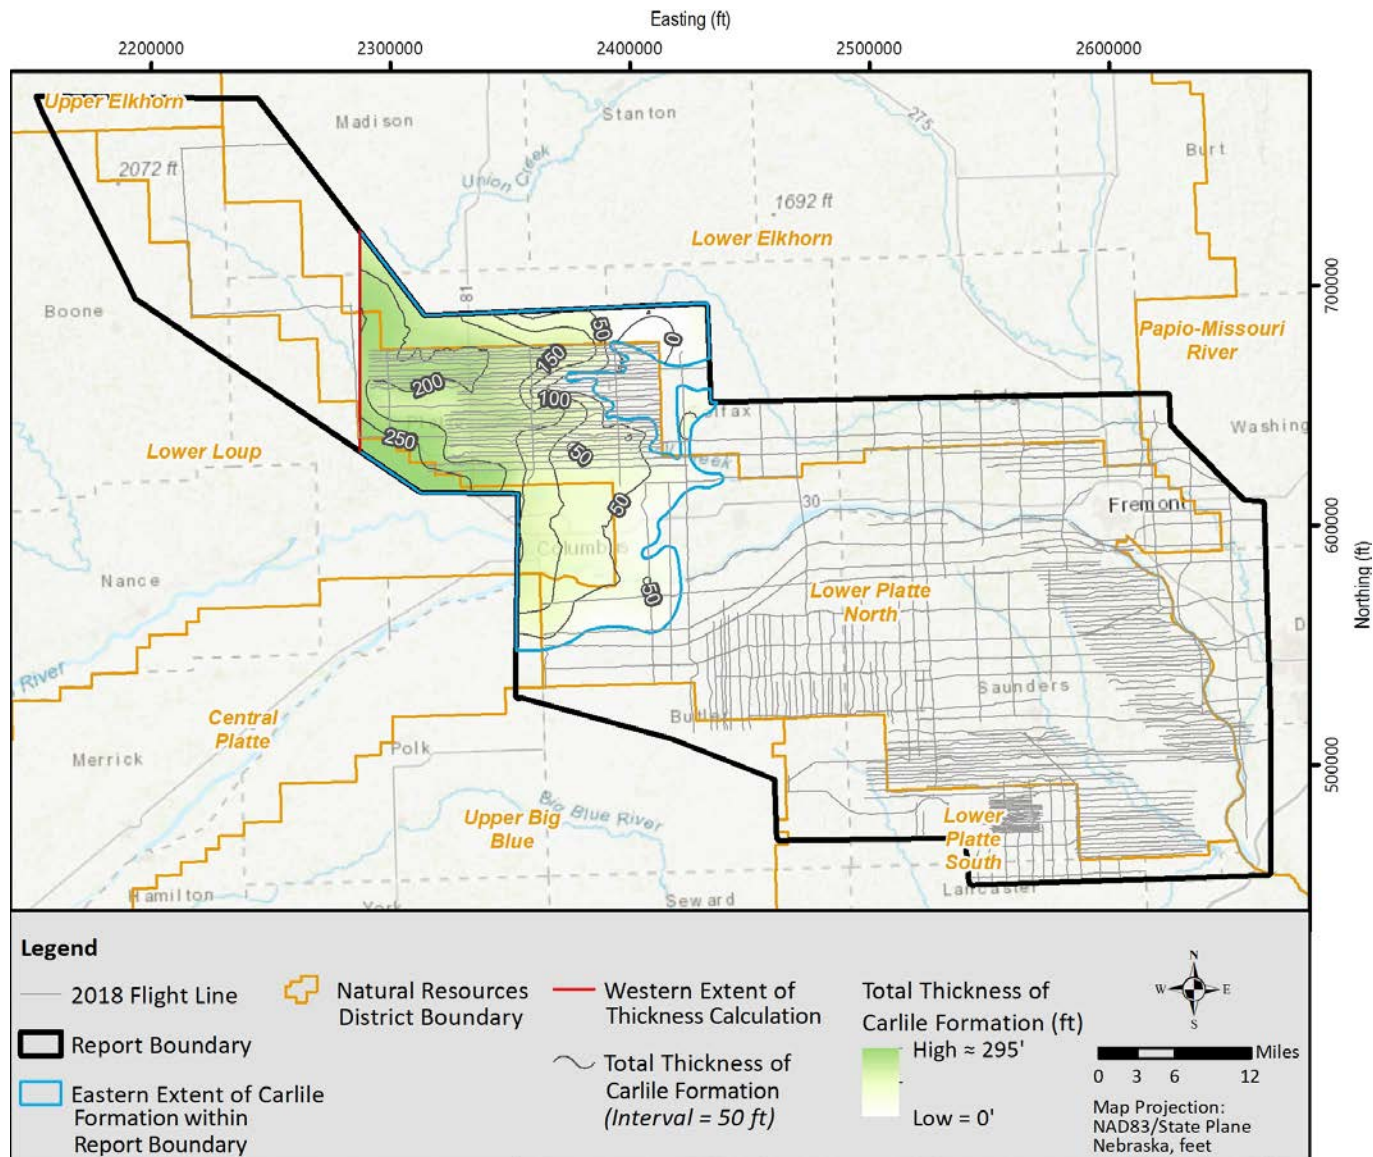 Easting (ft)
2200000
2300000
2400000
2500000
2600000
Upper Elkhorn
Madison
Stanton
275
Burt
2072 ft
Union Creek
1692 ft
Lower Elkhorn
81
700000
Boone
Papio-Missouri
River
50
0
150
200
100
Washing
250
50
Lower Loup
50
30
Fremont
600000
Columbus
Nance
-50
Lower Platte
North
Northing (ft)
D
River
Saunders
Central
Platte
Butler
Polk
Merrick
500000
Big Blue River
Upper Big
Blue
Lower
Platte
South
Hamilton
York
Seward
Lancaster
Legend
2018 Flight Line
Report Boundary
Eastern Extent of Carlile
Formation within
Report Boundary
Natural Resources
District Boundary
Western Extent of
Thickness Calculation
Total Thickness of
Carlile Formation
(Interval = 50 ft)
Total Thickness of
Carlile Formation (ft)
High ≈ 295'
Low = 0'
N
W
E
S
Miles
0
3
6
12
Map Projection:
NAD83/State Plane
Nebraska, feet